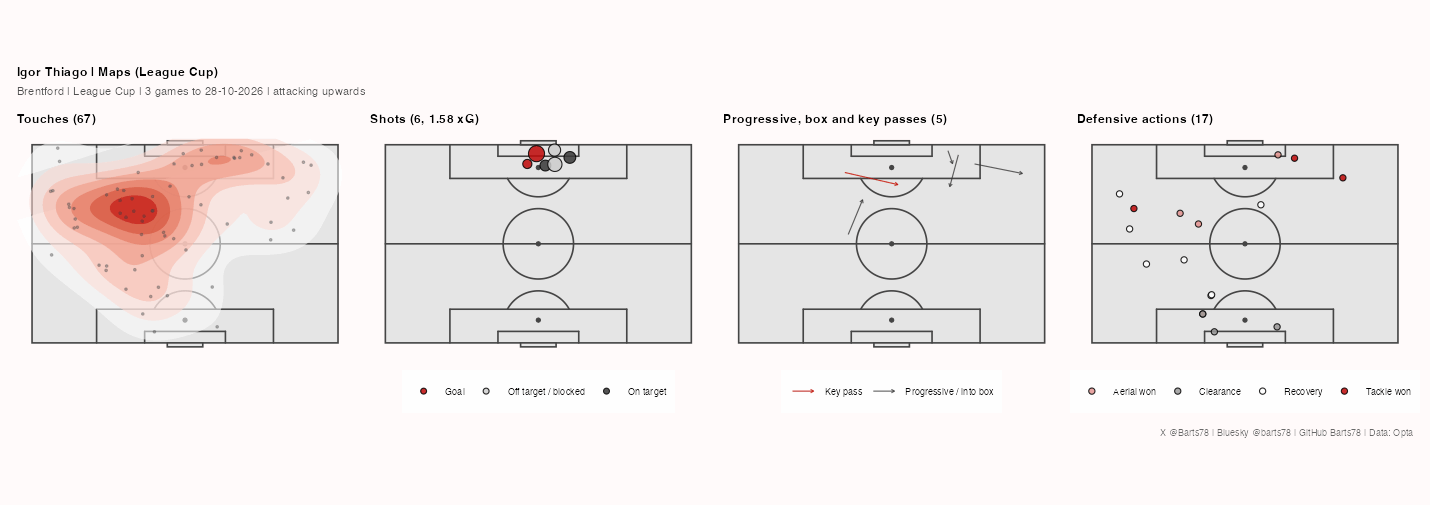 Igor Thiago | Maps (League Cup)
Brentford | League Cup | 3 games to 28-10-2026 | attacking upwards
Touches (67)
Shots (6, 1.58 xG)
Progressive, box and key passes (5)
Defensive actions (17)
Goal
Off target / blocked
On target
Key pass
Progressive / Into box
Aerial won
Clearance
Recovery
Tackle won
X @Barts78 | Bluesky @barts78 | GitHub Barts78 | Data: Opta